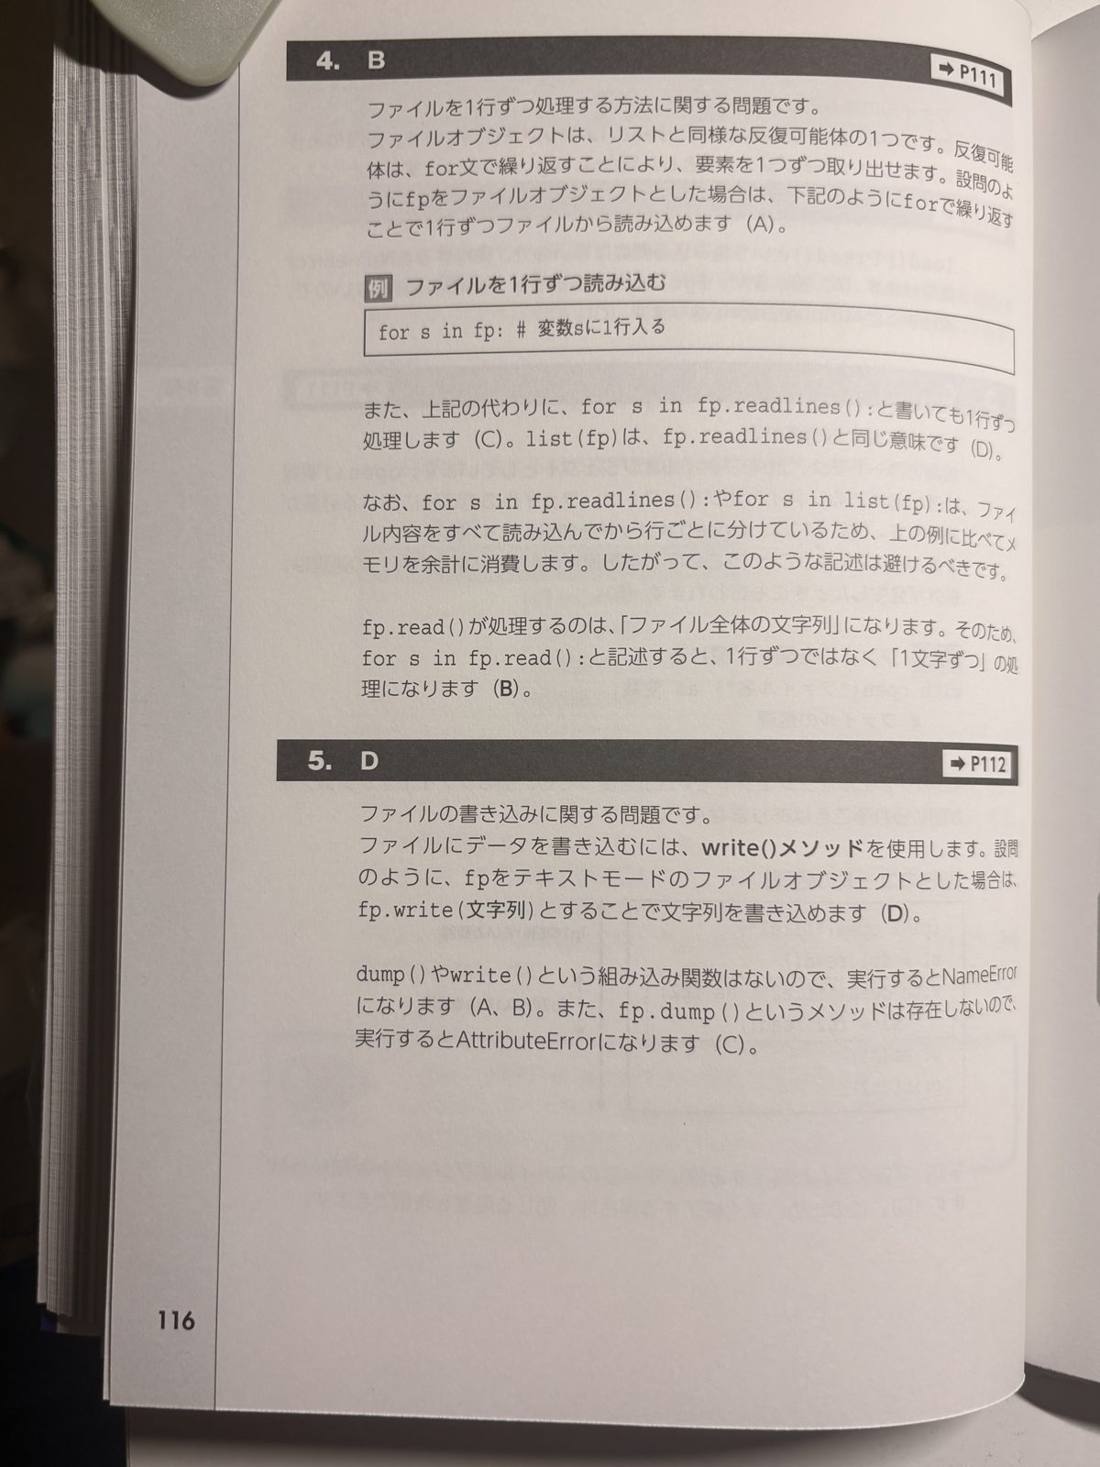 4. B ➡P111
ファイルを1行ずつ処理する方法に関する問題です。
ファイルオブジェクトは、リストと同様な反復可能体の1つです。反復可能
体は、for文で繰り返すことにより、要素を1つずつ取り出せます。設問のよ
うにfpをファイルオブジェクトとした場合は、下記のようにforで繰り返す
ことで1行ずつファイルから読み込めます（A）。
例 ファイルを1行ずつ読み込む
for s in fp: # 変数sに1行入る
また、上記の代わりに、for s in fp.readlines():と書いても1行ずつ
処理します（C）。list(fp)は、fp.readlines()と同じ意味です（D）。
なお、for s in fp.readlines():やfor s in list(fp):は、ファイ
ル内容をすべて読み込んでから行ごとに分けているため、上の例に比べてメ
モリを余計に消費します。したがって、このような記述は避けるべきです。
fp.read()が処理するのは、「ファイル全体の文字列」になります。そのため、
for s in fp.read():と記述すると、1行ずつではなく「1文字ずつ」の処
理になります（B）。
5. D ➡P112
ファイルの書き込みに関する問題です。
ファイルにデータを書き込むには、write()メソッドを使用します。設問
のように、fpをテキストモードのファイルオブジェクトとした場合は、
fp.write(文字列)とすることで文字列を書き込めます（D）。
dump()やwrite()という組み込み関数はないので、実行するとNameError
になります（A、B）。また、fp.dump()というメソッドは存在しないので、
実行するとAttributeErrorになります（C）。
116